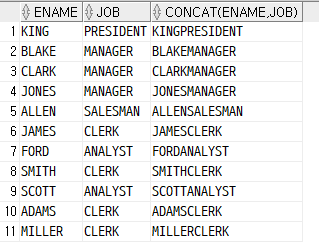 ENAME JOB CONCAT(ENAME,JOB)
1 KING PRESIDENT KINGPRESIDENT
2 BLAKE MANAGER BLAKEMANAGER
3 CLARK MANAGER CLARKMANAGER
4 JONES MANAGER JONESMANAGER
5 ALLEN SALESMAN ALLENSALESMAN
6 JAMES CLERK JAMESCLERK
7 FORD ANALYST FORDANALYST
8 SMITH CLERK SMITHCLERK
9 SCOTT ANALYST SCOTTANALYST
10 ADAMS CLERK ADAMSCLERK
11 MILLER CLERK MILLERCLERK